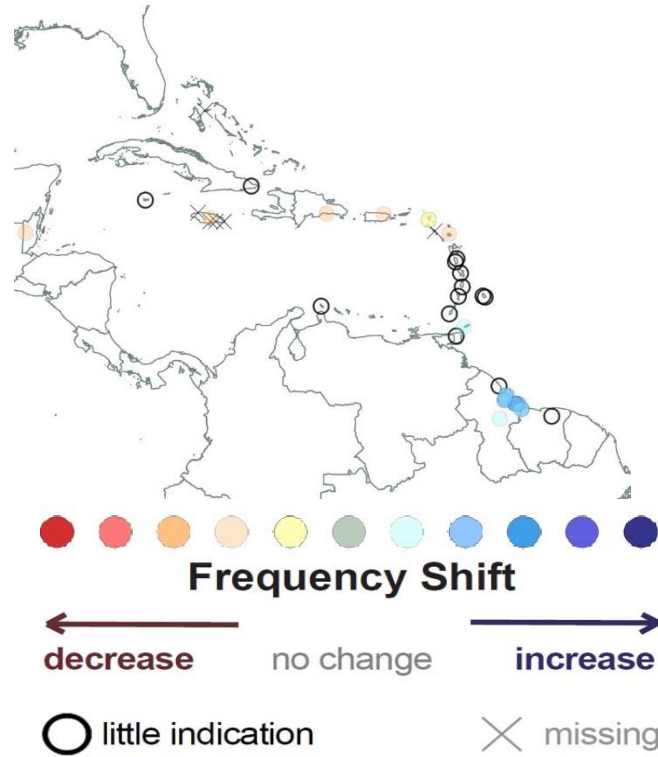 Frequency Shift
decrease no change increase
little indication missing